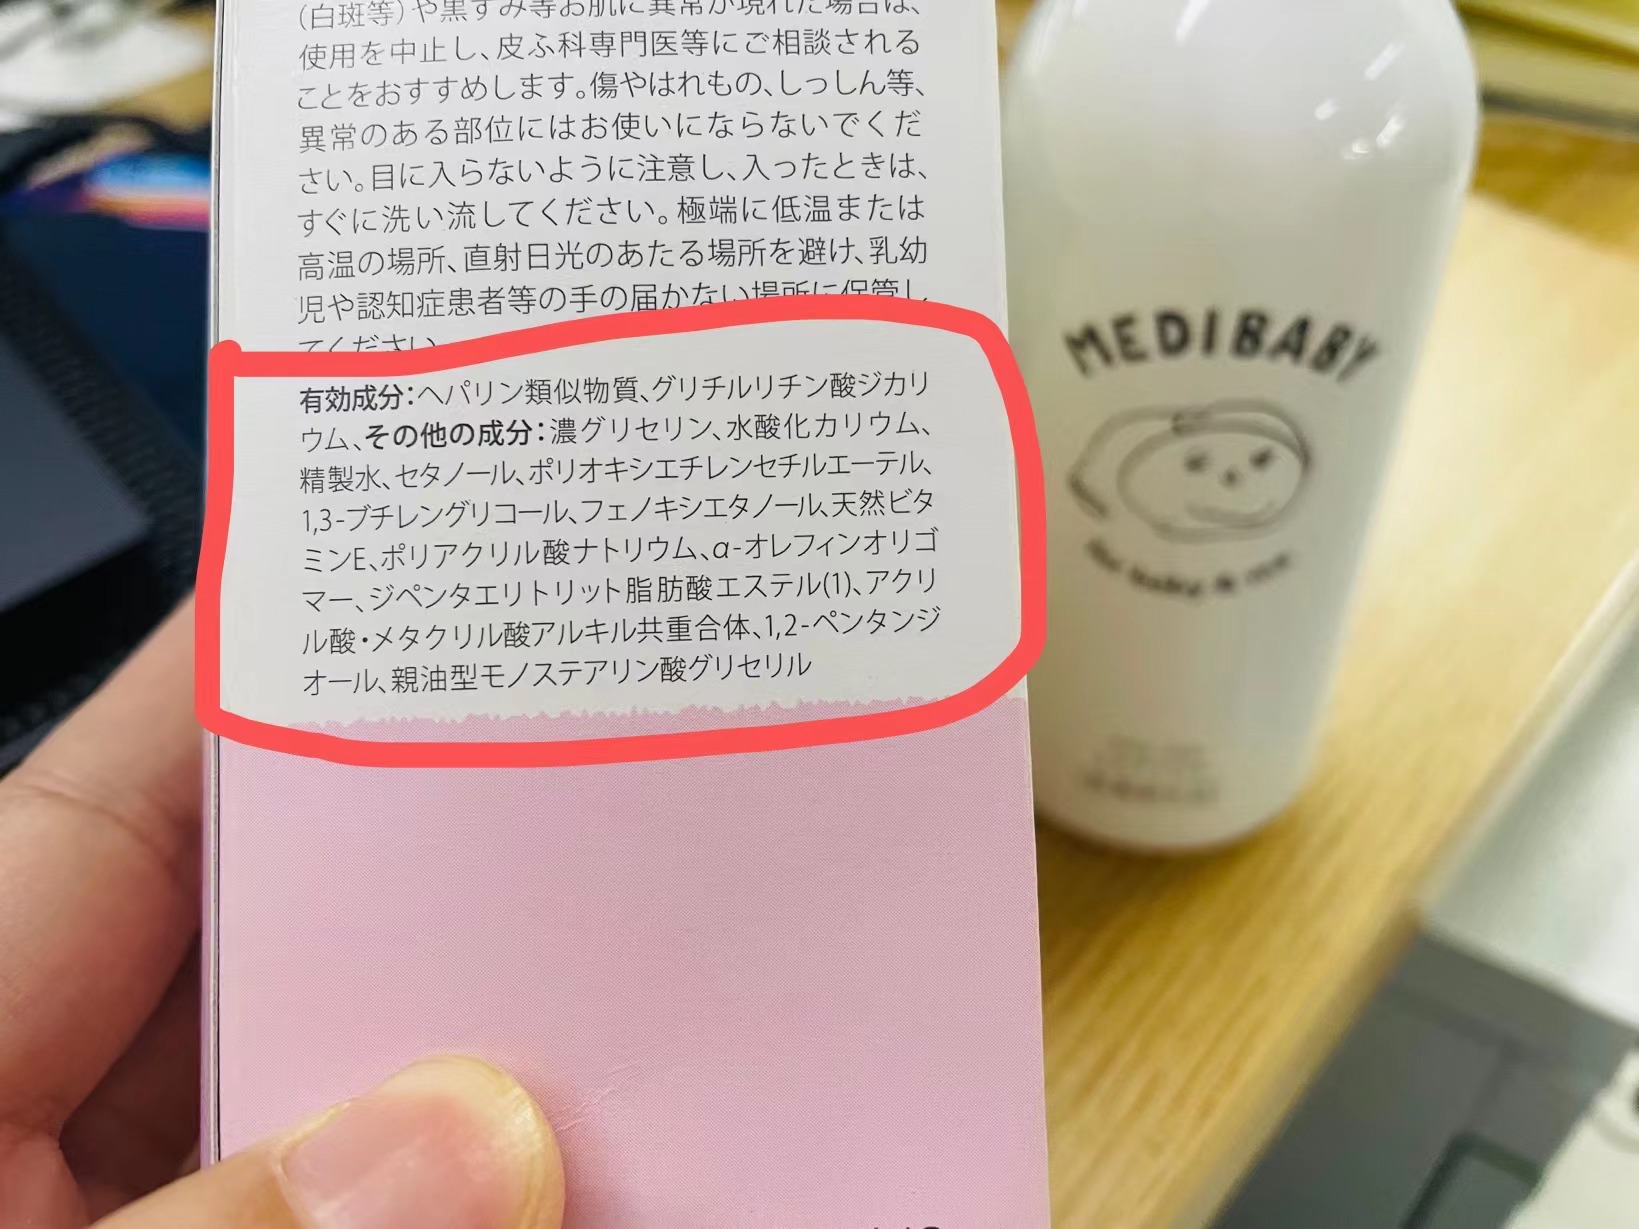 (白斑等)や黒ずみ等お肌に異常が現れた場合は、
使用を中止し、皮ふ科専門医等にご相談される
ことをおすすめします。傷やはれもの、しっしん等、
異常のある部位にはお使いにならないでくだ
さい。目に入らないように注意し、入ったときは、
すぐに洗い流してください。極端に低温または
高温の場所、直射日光のあたる場所を避け、乳幼
児や認知症患者等の手の届かない場所に保管し
てください。
有効成分:ヘパリン類似物質、グリチルリチン酸ジカリ
ウム、その他の成分:濃グリセリン、水酸化カリウム、
精製水、セタノール、ポリオキシエチレンセチルエーテル、
1,3-ブチレングリコール、フェノキシエタノール、天然ビタ
ミンE、ポリアクリル酸ナトリウム、α-オレフィンオリゴ
マー、ジペンタエリトリット脂肪酸エステル(1)、アクリ
ル酸・メタクリル酸アルキル共重合体、1,2-ペンタンジ
オール、親油型モノステアリン酸グリセリル
MEDIBABY